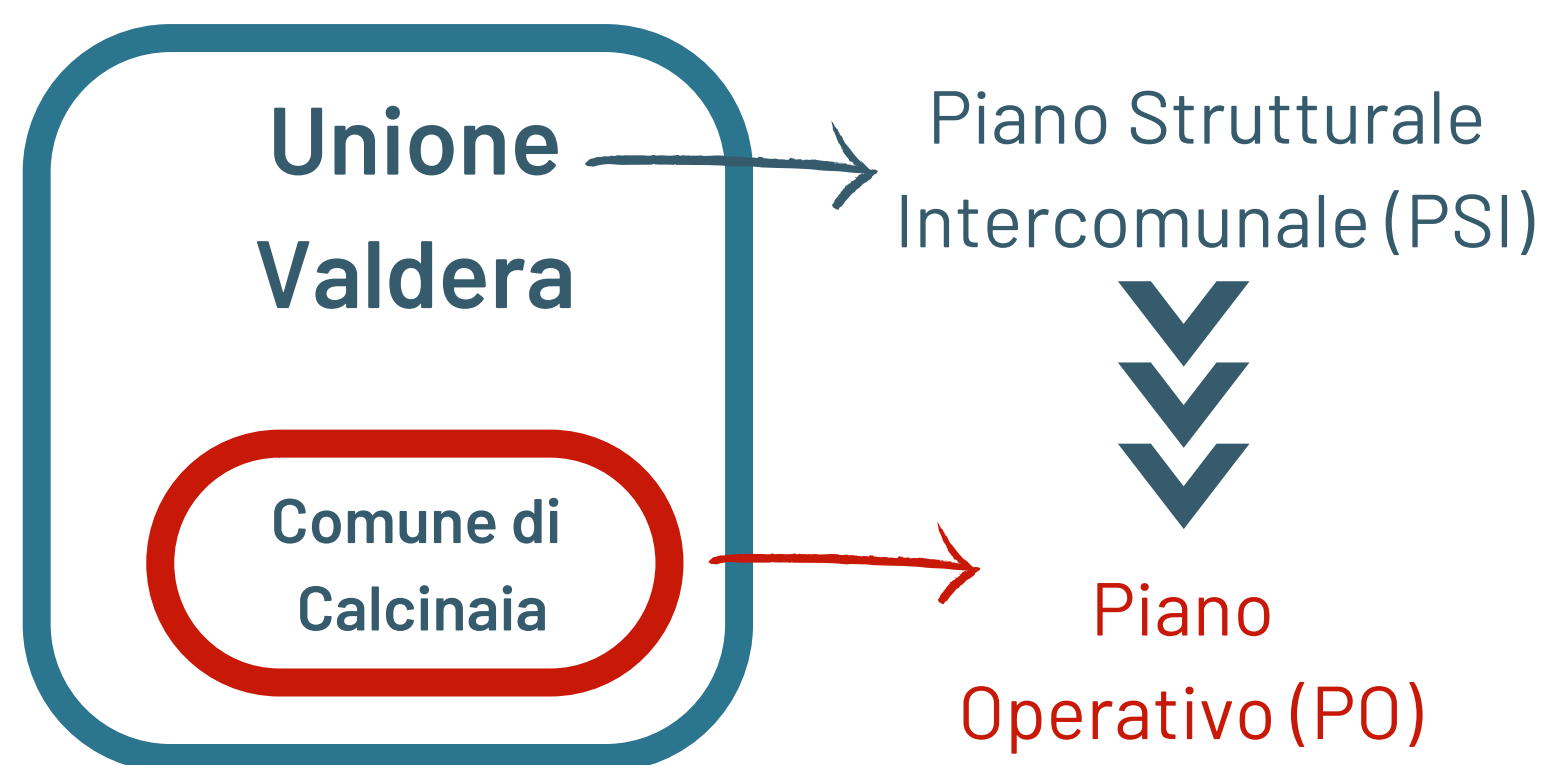 Unione
Valdera
Piano Strutturale
Intercomunale (PSI)
Comune di
Calcinaia
Piano
Operativo (PO)